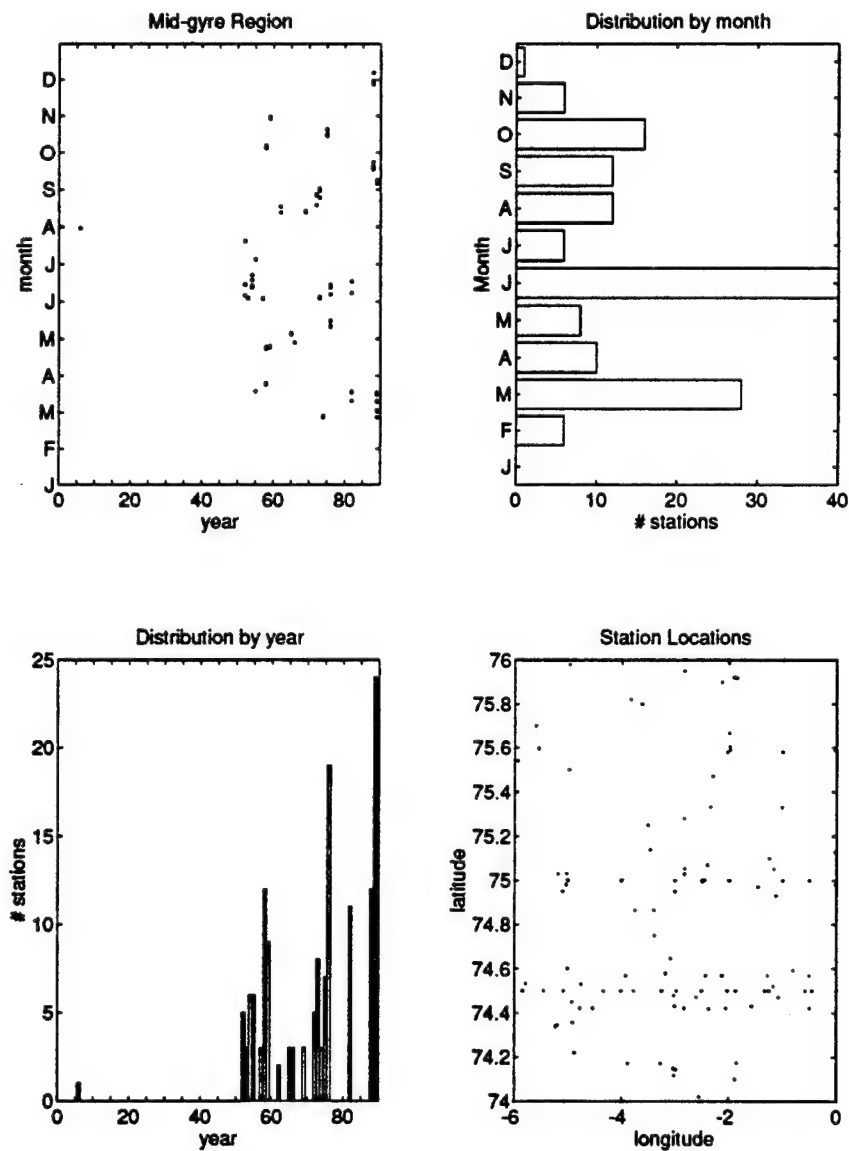 Mid-gyre Region
D
N
O
S
A
J
J
M
A
M
F
J
month
0 20 40 60 80
year
Distribution by month
D
N
O
S
A
J
J
M
A
M
F
J
Month
0 10 20 30 40
# stations
Distribution by year
25
20
15
10
5
0
# stations
0 20 40 60 80
year
Station Locations
76
75.8
75.6
75.4
75.2
75
74.8
74.6
74.4
74.2
74
latitude
-6 -4 -2 0
longitude